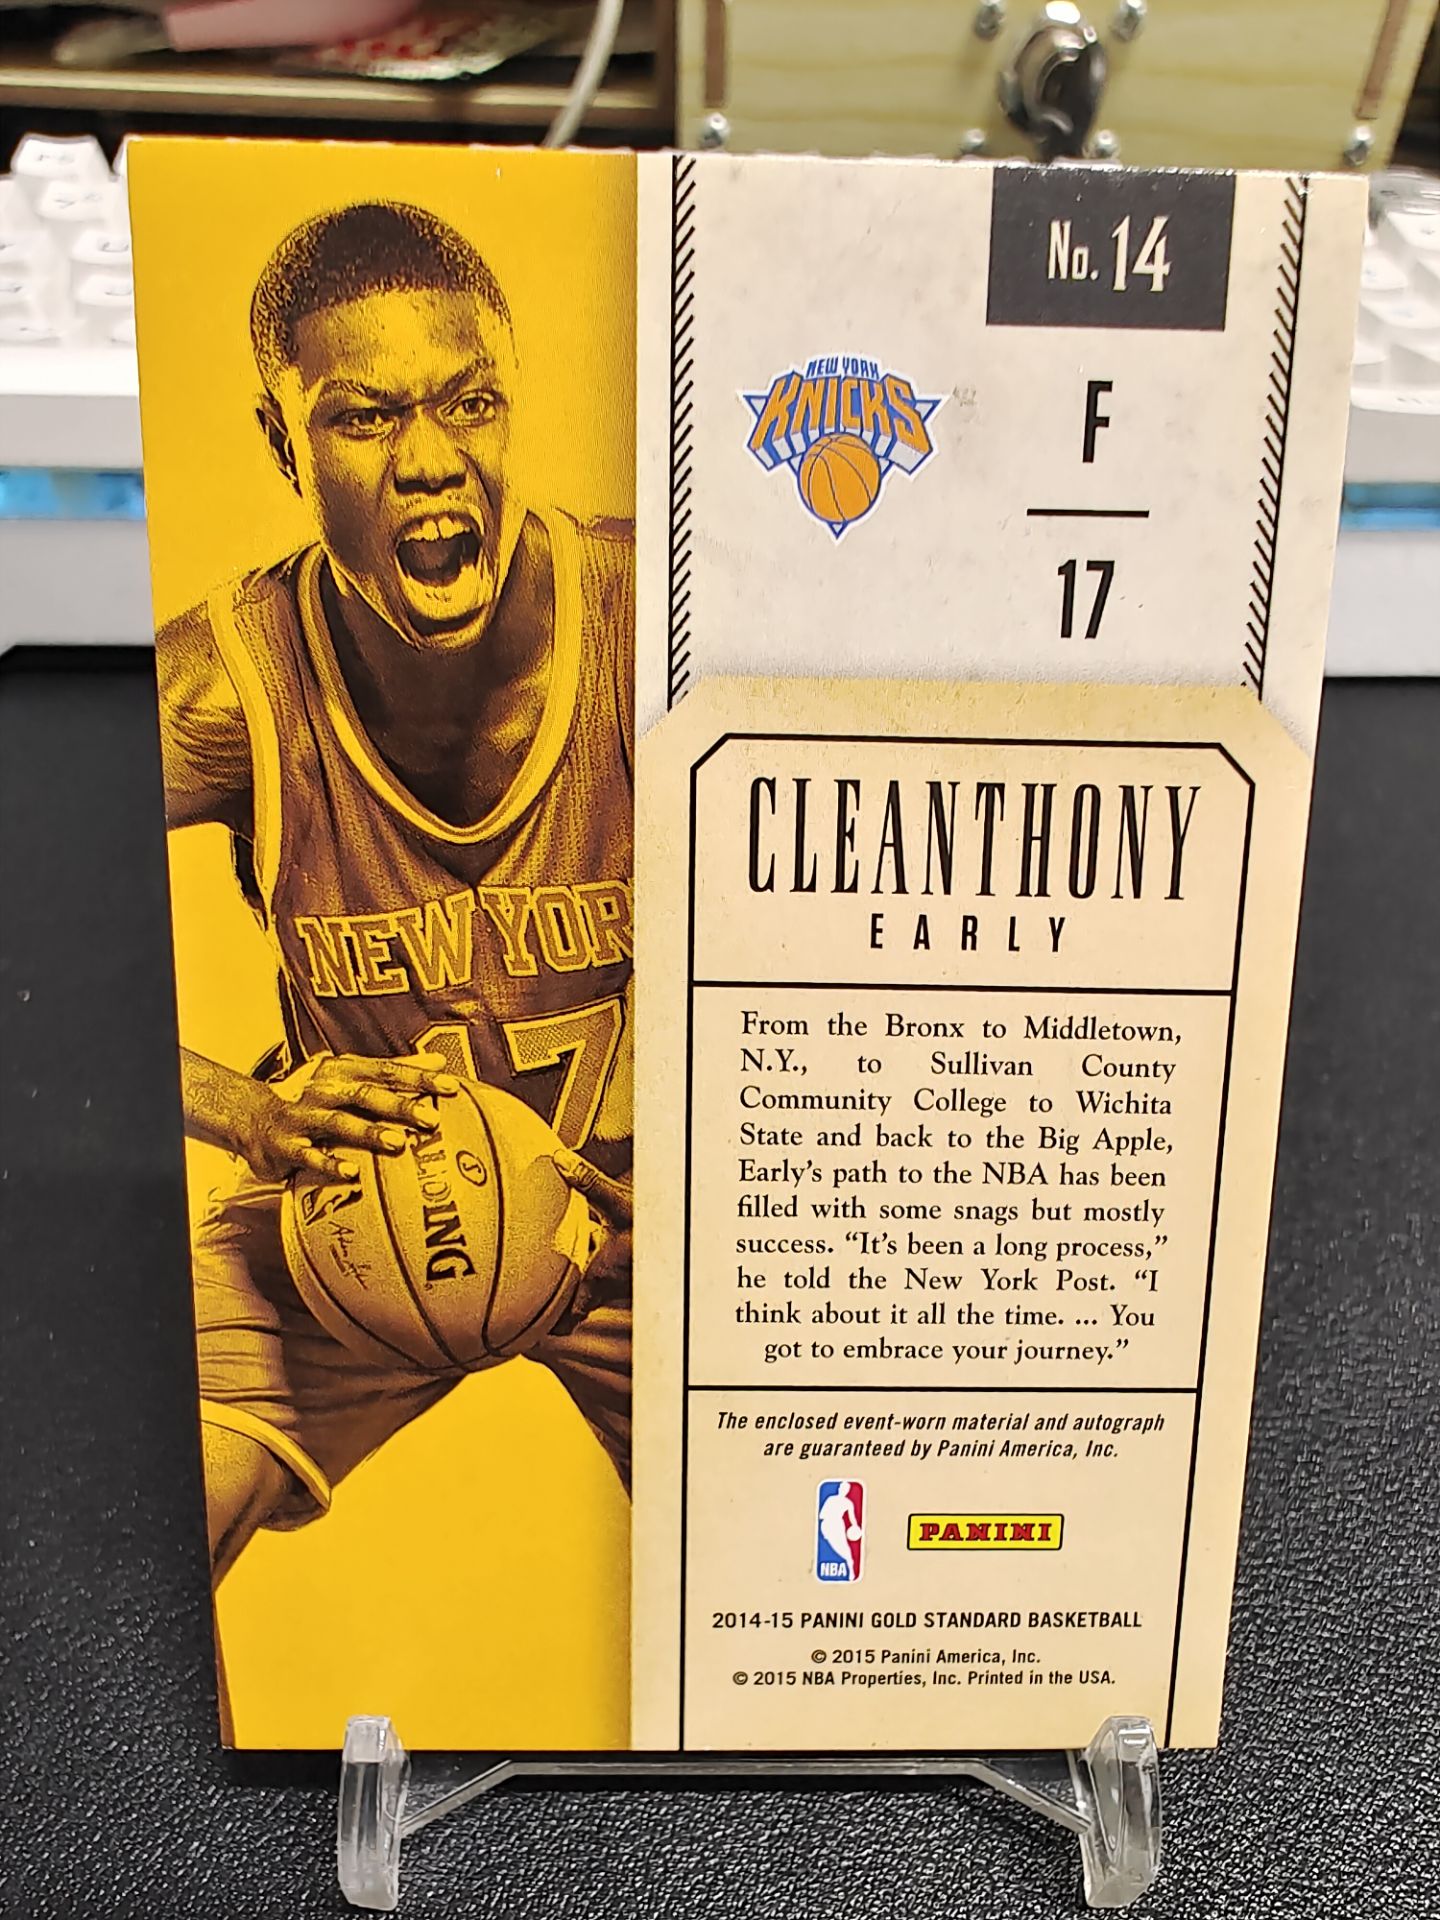 No. 14
NEW YORK
KNICKS
F
17
CLEANTHONY
EARLY
NEW YOR
17
SPALDING
From the Bronx to Middletown,
N.Y., to Sullivan County
Community College to Wichita
State and back to the Big Apple,
Early's path to the NBA has been
filled with some snags but mostly
success. “It's been a long process,”
he told the New York Post. “I
think about it all the time. ... You
got to embrace your journey.”
The enclosed event-worn material and autograph
are guaranteed by Panini America, Inc.
NBA
PANINI
2014-15 PANINI GOLD STANDARD BASKETBALL
© 2015 Panini America, Inc.
© 2015 NBA Properties, Inc. Printed in the USA.